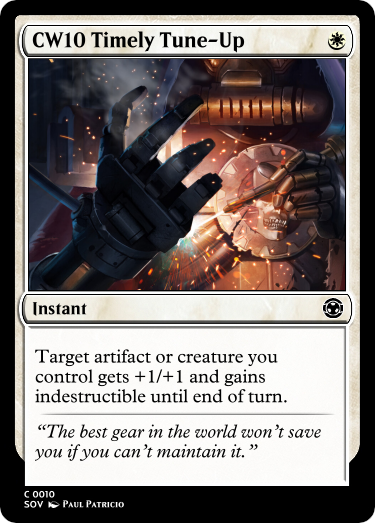 CW10 Timely Tune-Up
Instant
Target artifact or creature you
control gets +1/+1 and gains
indestructible until end of turn.
“The best gear in the world won’t save
you if you can’t maintain it.”
C 0010
SOV Paul Patricio